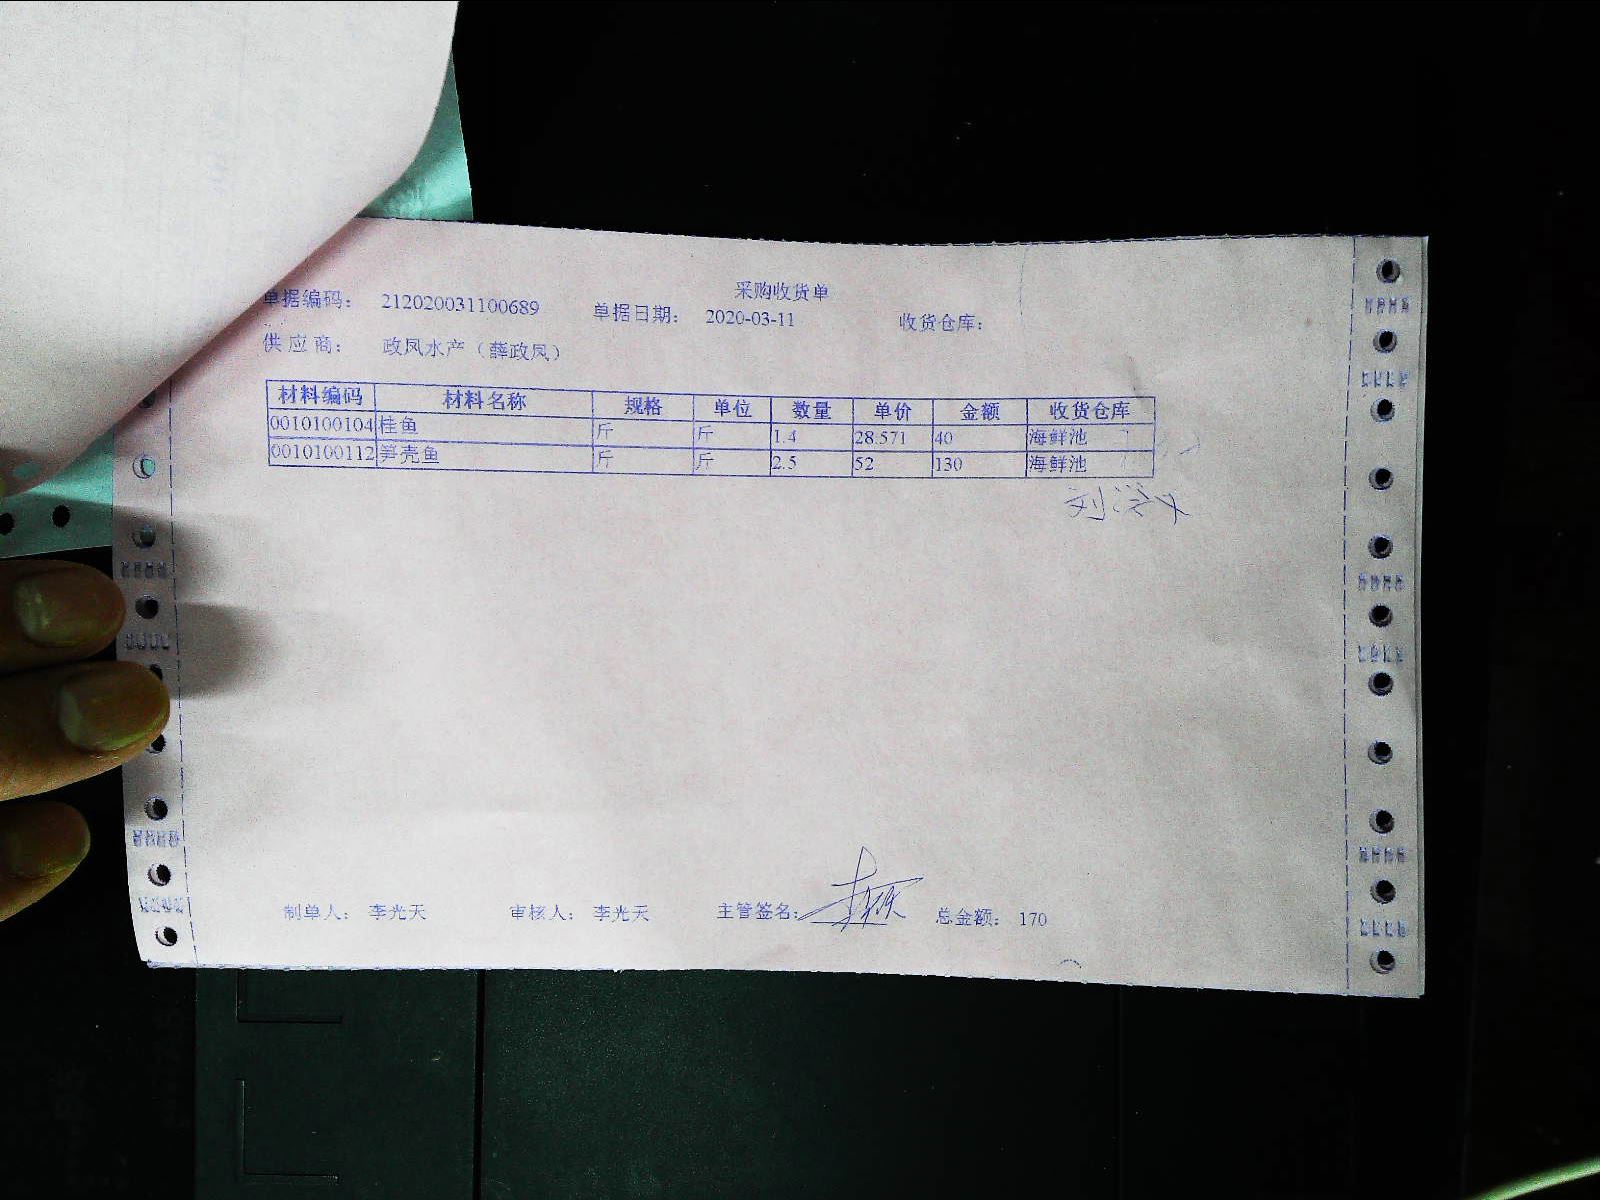 采购收货单
单据编码： 212020031100689 单据日期： 2020-03-11 收货仓库：
供应商： 政凤水产（薛政凤）
材料编码 材料名称 规格 单位 数量 单价 金额 收货仓库
0010100104 桂鱼 斤 斤 1.4 28.571 40 海鲜池
0010100112 笋壳鱼 斤 斤 2.5 52 130 海鲜池
制单人： 李光天 审核人： 李光天 主管签名： 总金额： 170